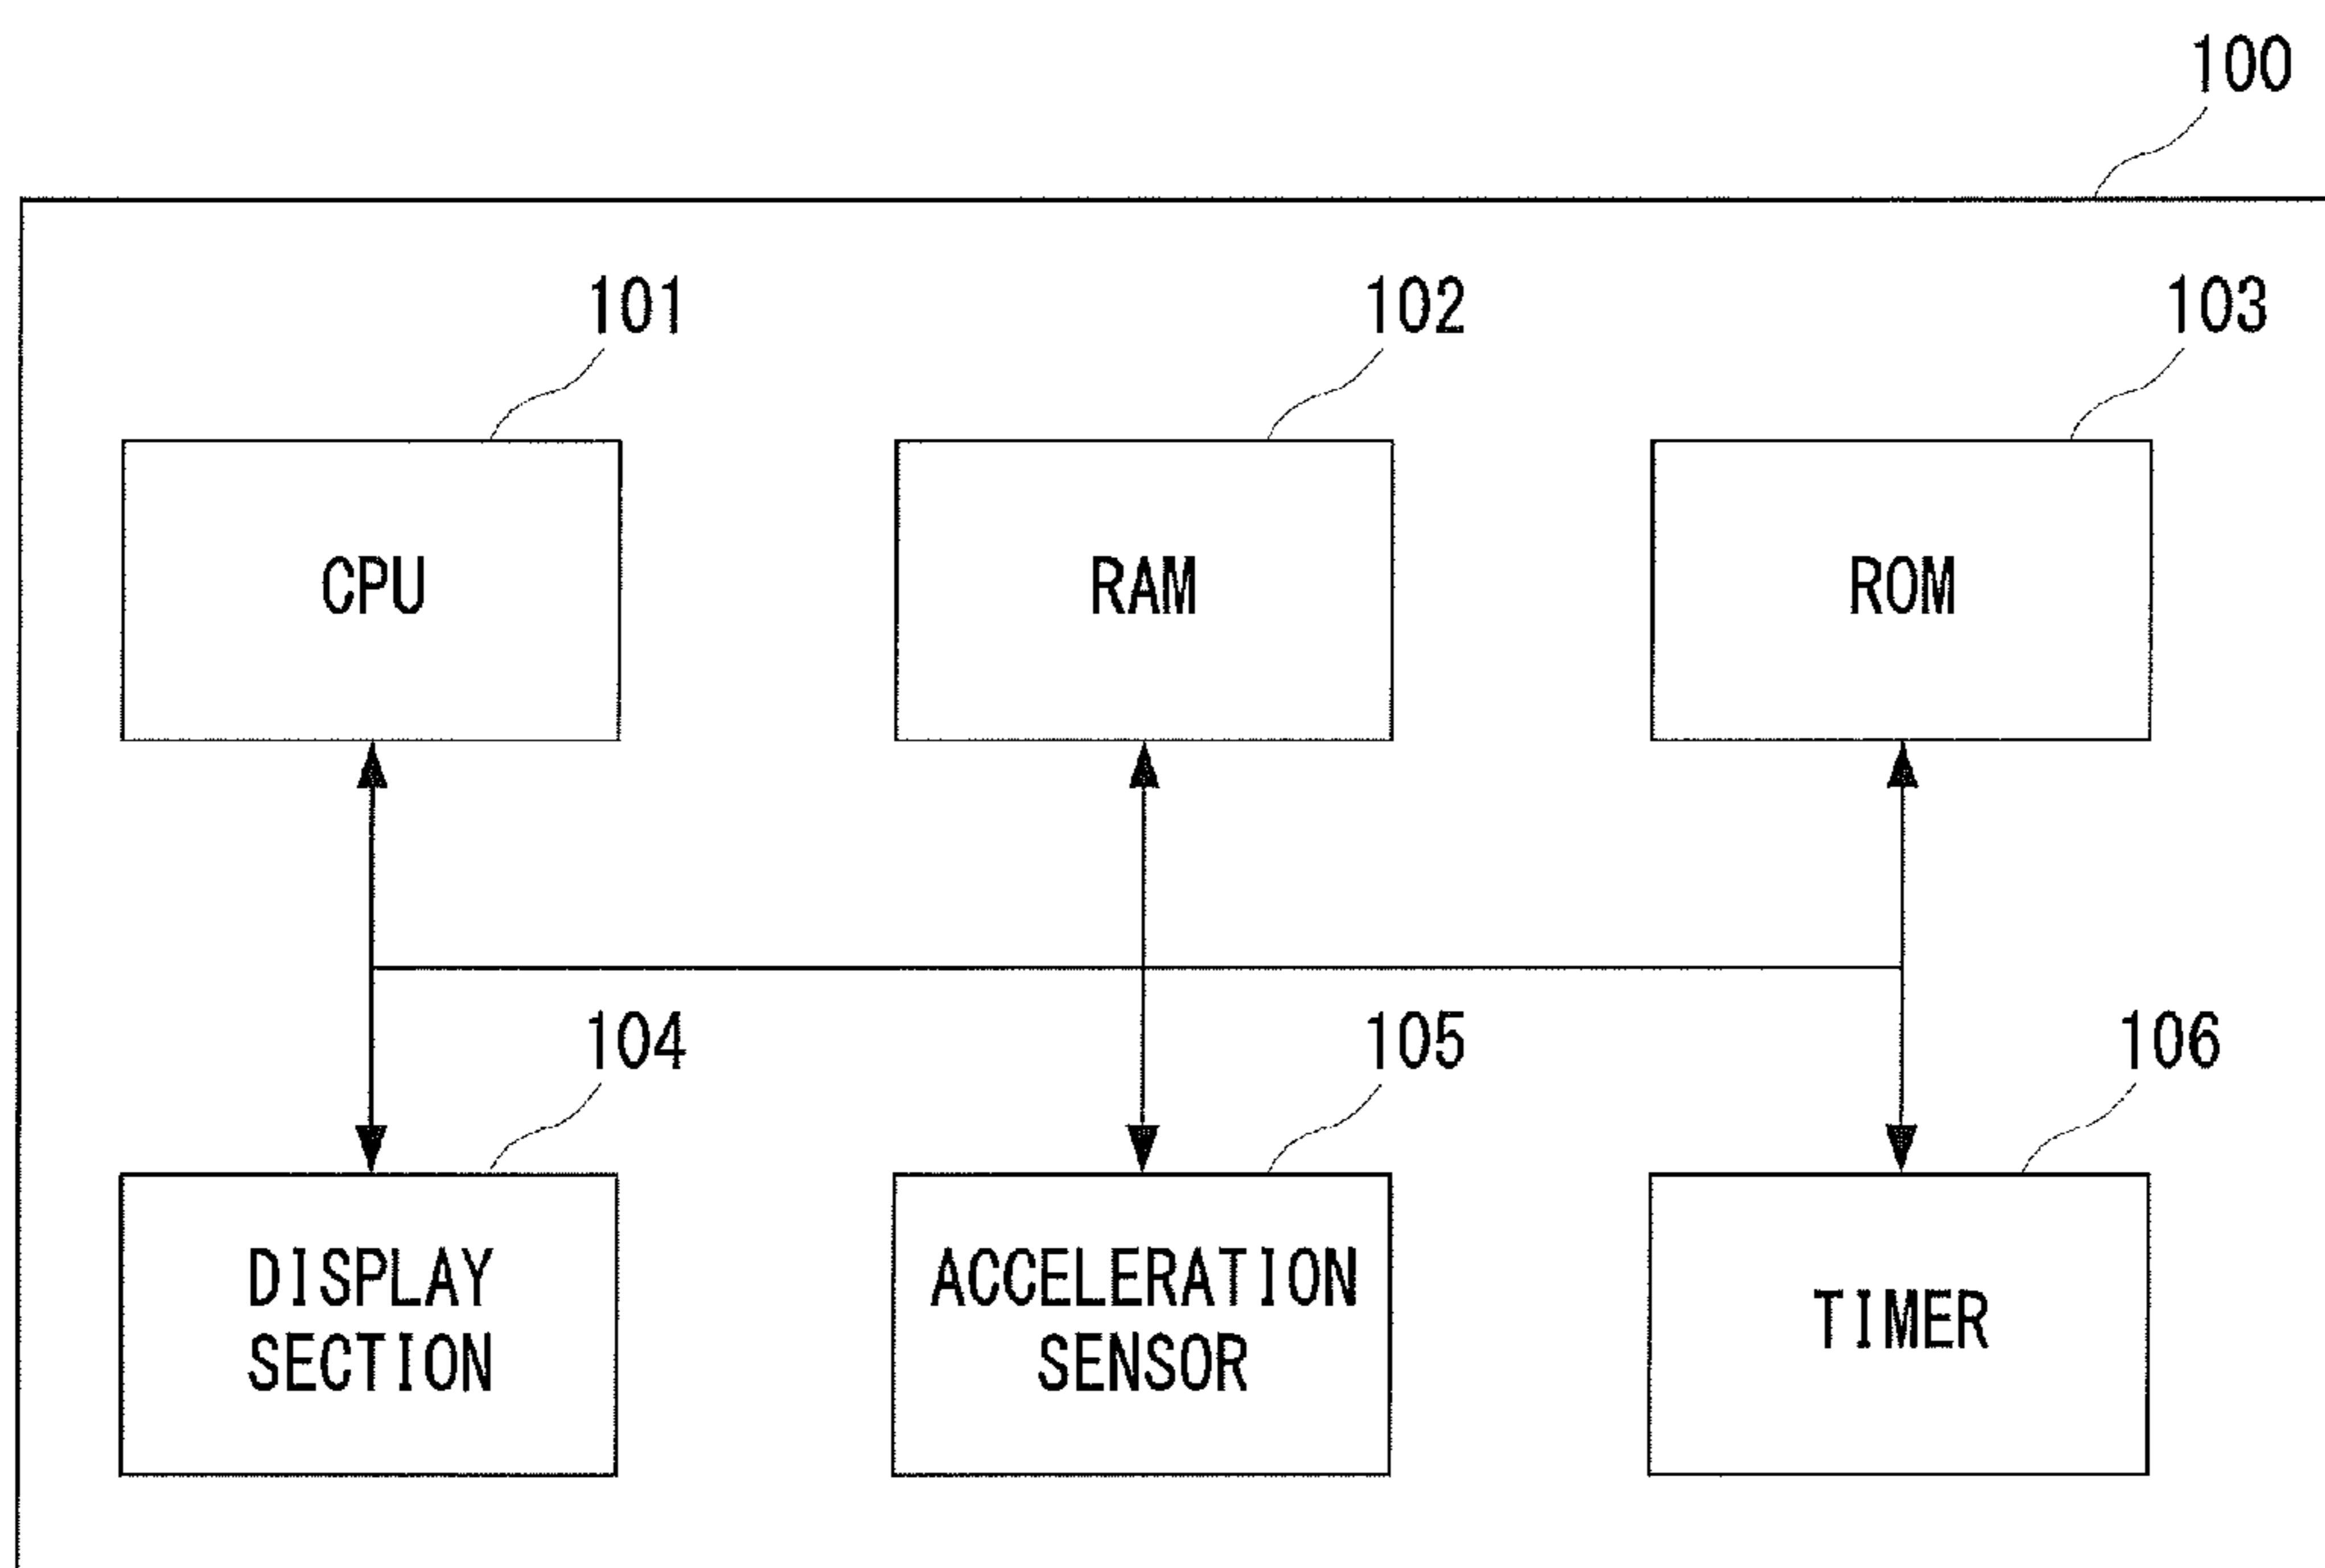 100
101
102
103
CPU
RAM
ROM
104
105
106
DISPLAY
SECTION
ACCELERATION
SENSOR
TIMER